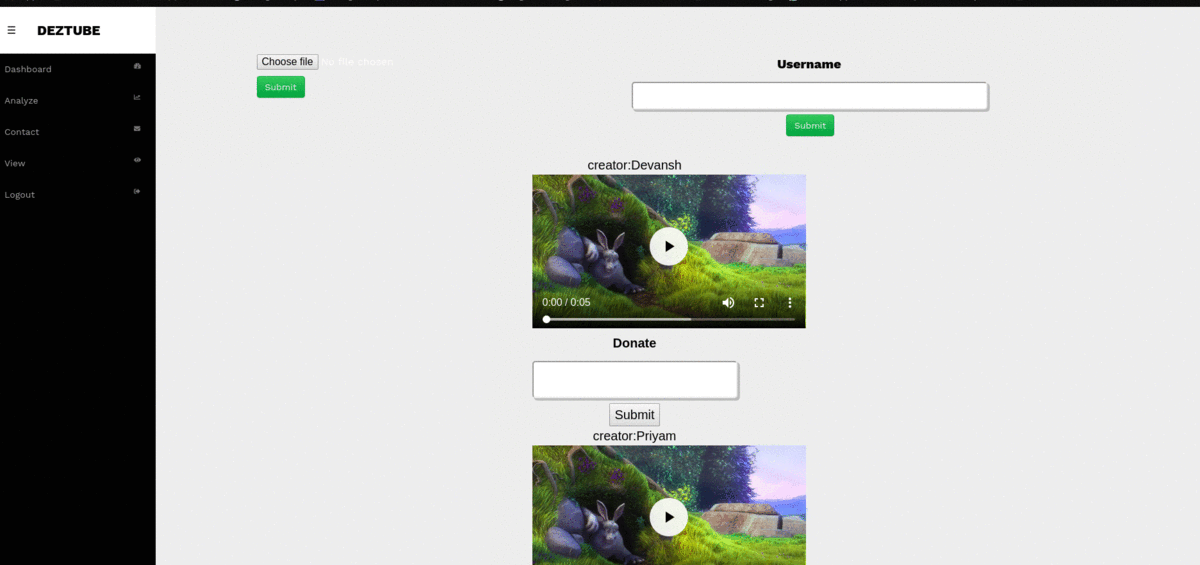 ☰ DEZTUBE
Dashboard
Analyze
Contact
View
Logout
Choose file No file chosen
Submit
Username
Submit
creator:Devansh
0:00 / 0:05
Donate
Submit
creator:Priyam